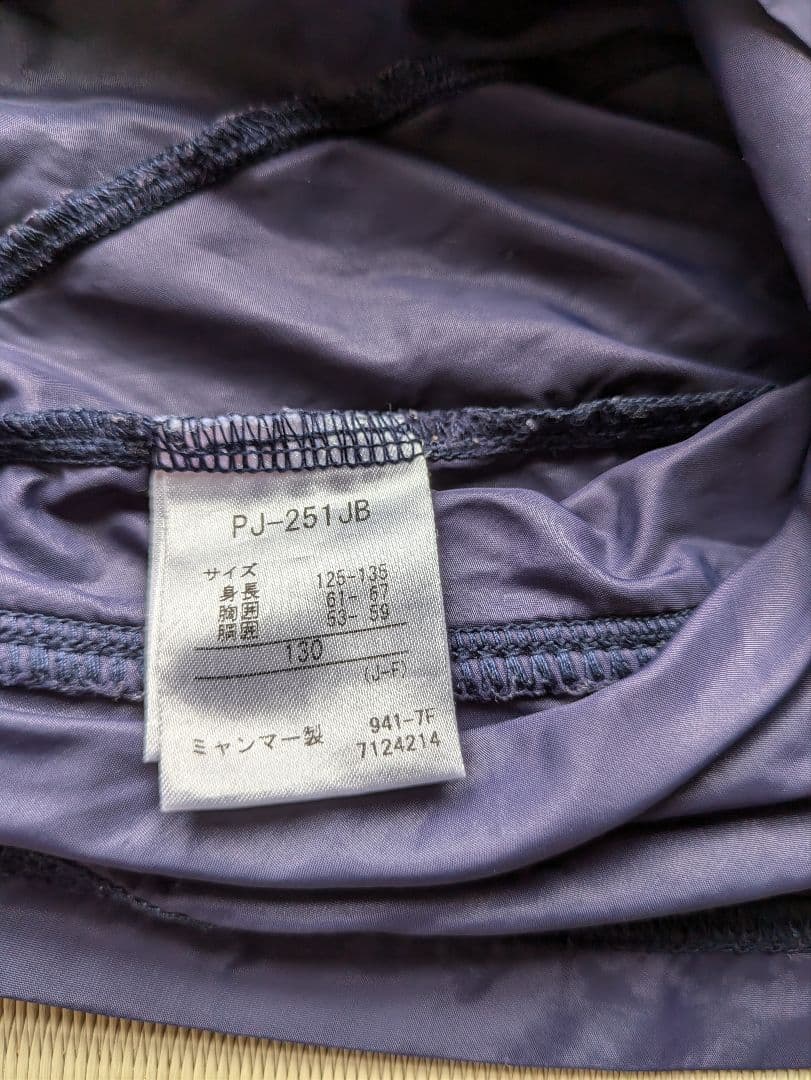 PJ-251JB
サイズ
身長 125-135
胸囲 61- 67
胴囲 53- 59
130
(J-F)
941-7F
ミャンマー製 7124214